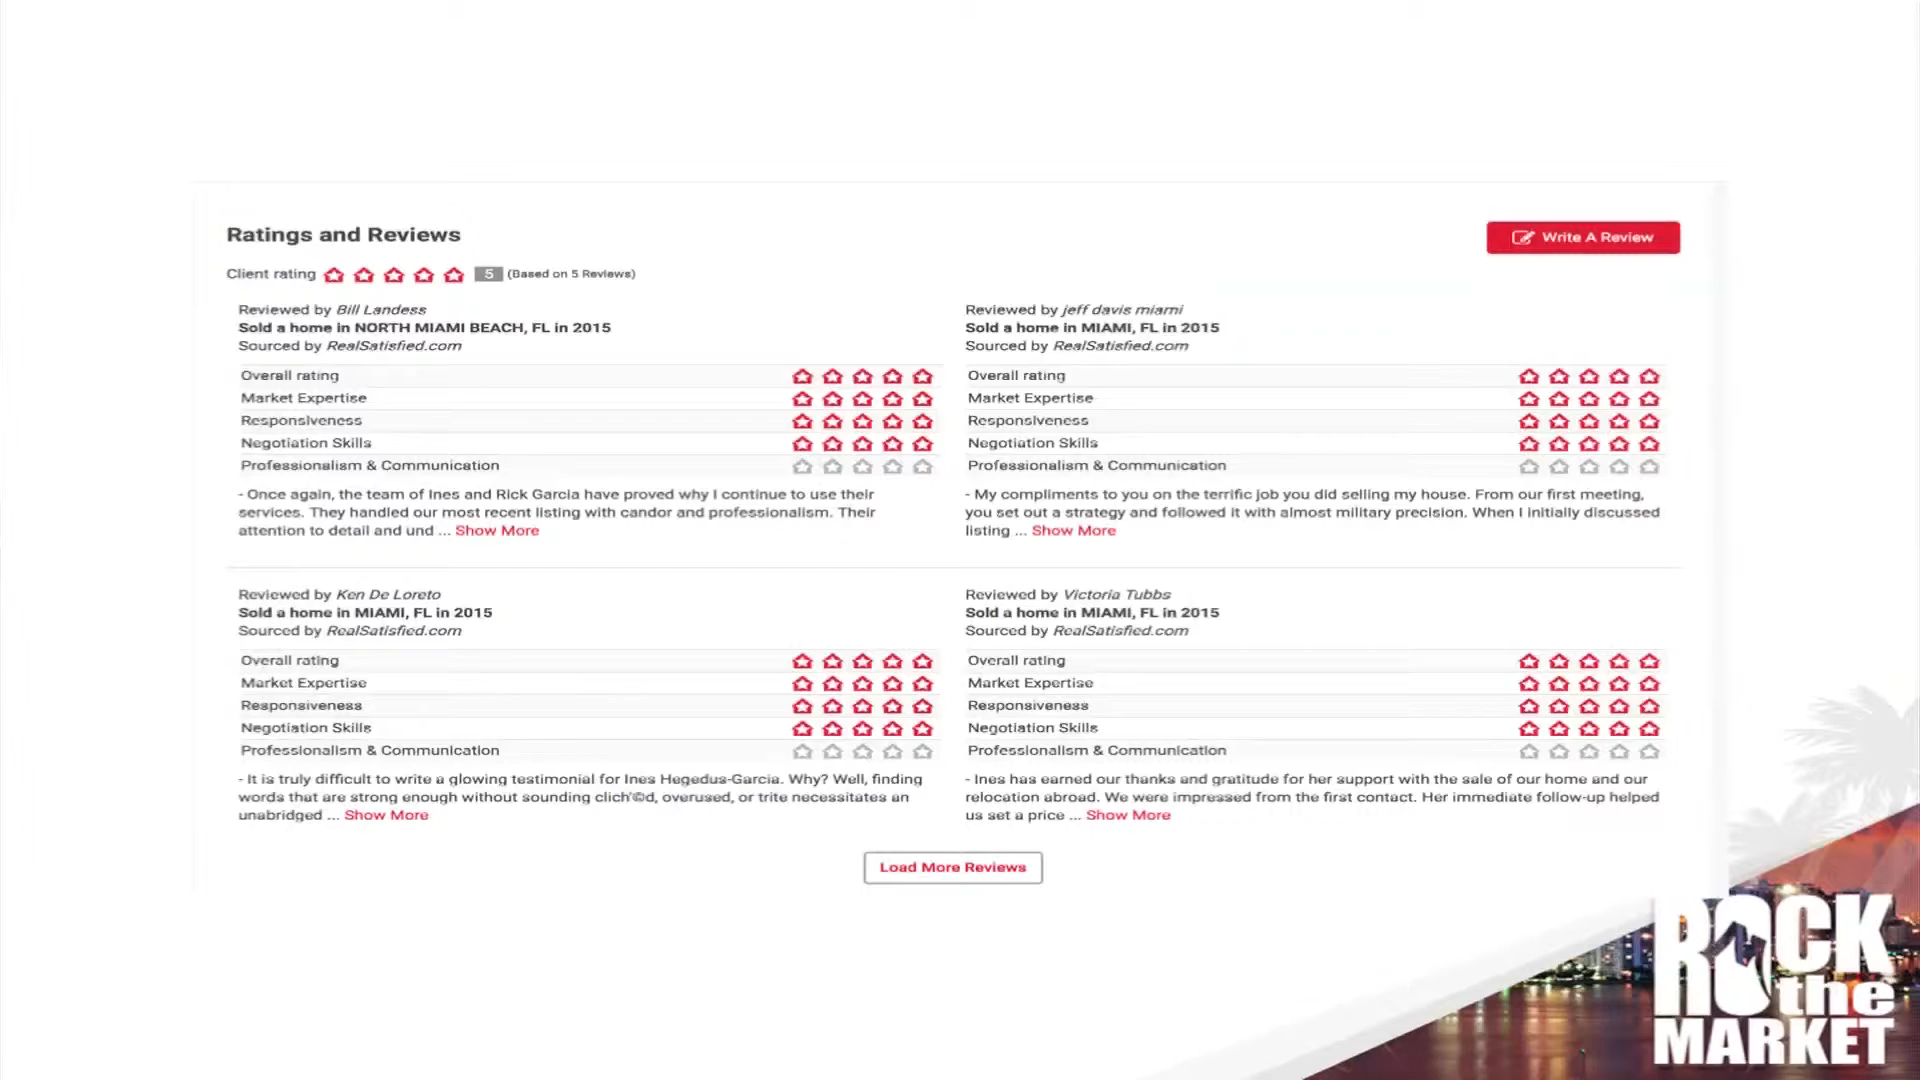 Ratings and Reviews
Write A Review
Client rating 5 (Based on 5 Reviews)
Reviewed by Bill Landess
Sold a home in NORTH MIAMI BEACH, FL in 2015
Sourced by RealSatisfied.com
Overall rating
Market Expertise
Responsiveness
Negotiation Skills
Professionalism & Communication
- Once again, the team of Ines and Rick Garcia have proved why I continue to use their
services. They handled our most recent listing with candor and professionalism. Their
attention to detail and und ... Show More
Reviewed by jeff davis miami
Sold a home in MIAMI, FL in 2015
Sourced by RealSatisfied.com
Overall rating
Market Expertise
Responsiveness
Negotiation Skills
Professionalism & Communication
- My compliments to you on the terrific job you did selling my house. From our first meeting,
you set out a strategy and followed it with almost military precision. When I initially discussed
listing ... Show More
Reviewed by Ken De Loreto
Sold a home in MIAMI, FL in 2015
Sourced by RealSatisfied.com
Overall rating
Market Expertise
Responsiveness
Negotiation Skills
Professionalism & Communication
- It is truly difficult to write a glowing testimonial for Ines Hegedus-Garcia. Why? Well, finding
words that are strong enough without sounding clich'©d, overused, or trite necessitates an
unabridged ... Show More
Reviewed by Victoria Tubbs
Sold a home in MIAMI, FL in 2015
Sourced by RealSatisfied.com
Overall rating
Market Expertise
Responsiveness
Negotiation Skills
Professionalism & Communication
- Ines has earned our thanks and gratitude for her support with the sale of our home and our
relocation abroad. We were impressed from the first contact. Her immediate follow-up helped
us set a price ... Show More
Load More Reviews
ROCK
the
MARKET